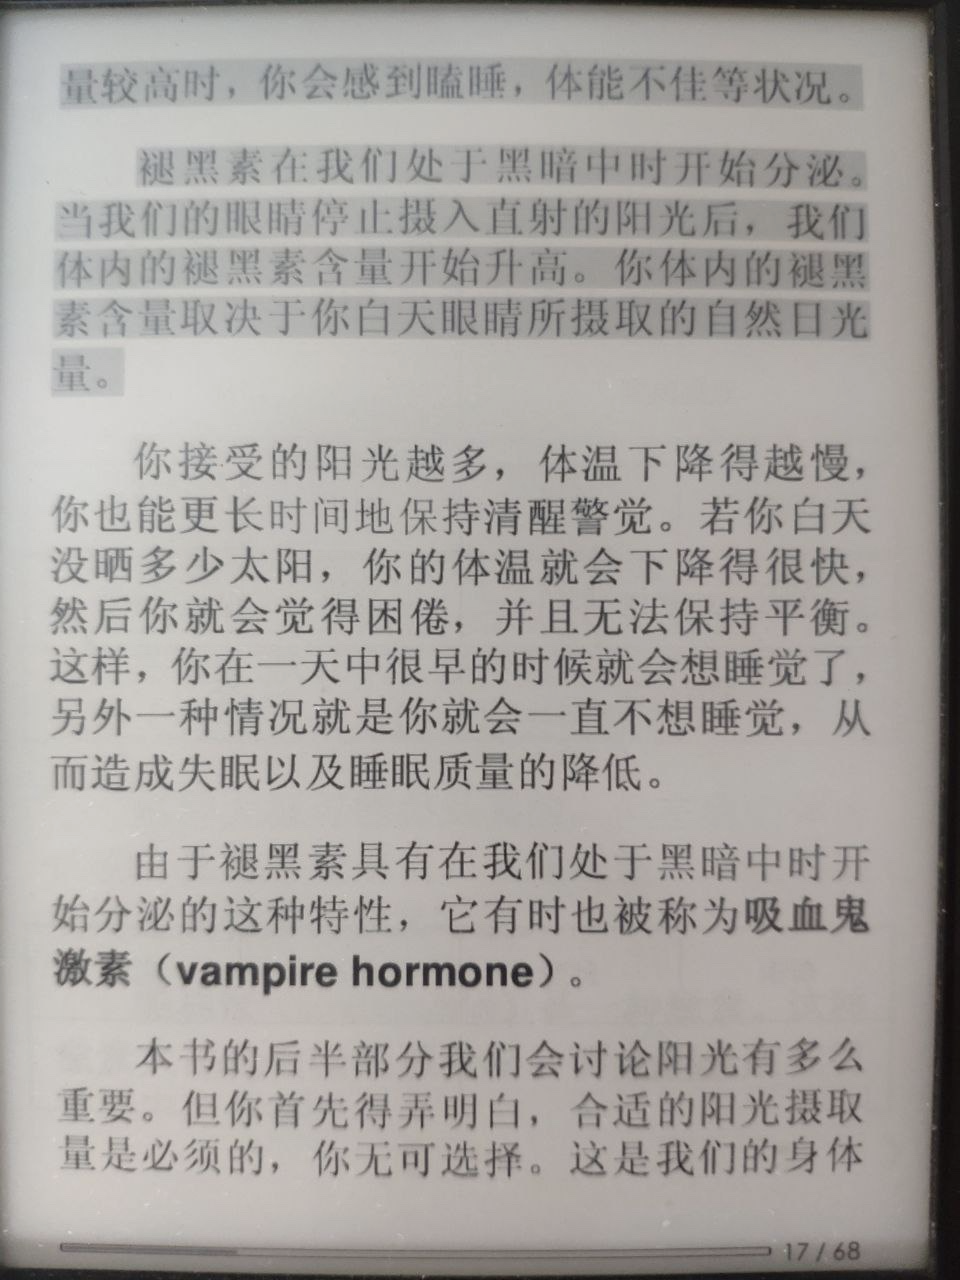 量较高时，你会感到瞌睡，体能不佳等状况。
褪黑素在我们处于黑暗中时开始分泌。
当我们的眼睛停止摄入直射的阳光后，我们
体内的褪黑素含量开始升高。你体内的褪黑
素含量取决于你白天眼睛所摄取的自然日光
量。
你接受的阳光越多，体温下降得越慢，
你也能更长时间地保持清醒警觉。若你白天
没晒多少太阳，你的体温就会下降得很快，
然后你就会觉得困倦，并且无法保持平衡。
这样，你在一天中很早的时候就会想睡觉了，
另外一种情况就是你就会一直不想睡觉，从
而造成失眠以及睡眠质量的降低。
由于褪黑素具有在我们处于黑暗中时开
始分泌的这种特性，它有时也被称为吸血鬼
激素（vampire hormone）。
本书的后半部分我们会讨论阳光有多么
重要。但你首先得弄明白，合适的阳光摄取
量是必须的，你无可选择。这是我们的身体
17 / 68